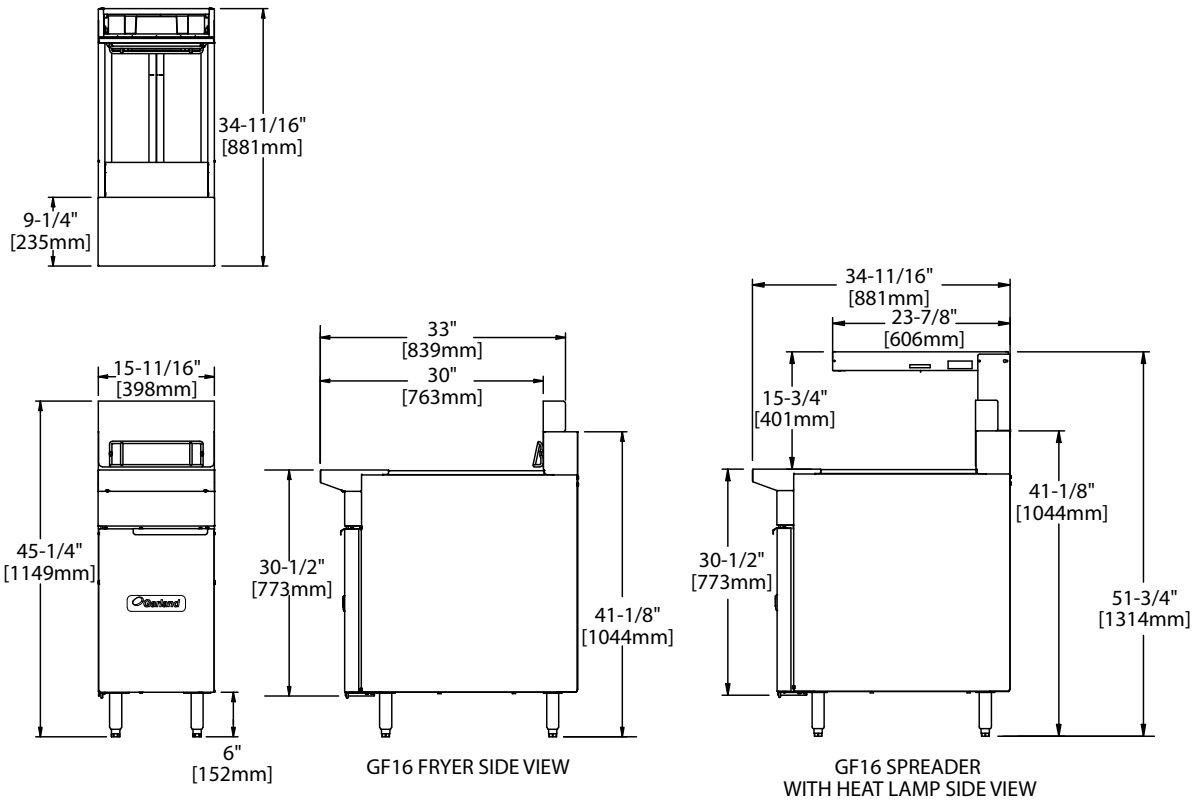 34-11/16"
[881mm]
9-1/4"
[235mm]
15-11/16"
[398mm]
45-1/4"
[1149mm]
Garland
6"
[152mm]
33"
[839mm]
30"
[763mm]
30-1/2"
[773mm]
41-1/8"
[1044mm]
GF16 FRYER SIDE VIEW
34-11/16"
[881mm]
23-7/8"
[606mm]
15-3/4"
[401mm]
30-1/2"
[773mm]
41-1/8"
[1044mm]
51-3/4"
[1314mm]
GF16 SPREADER
WITH HEAT LAMP SIDE VIEW